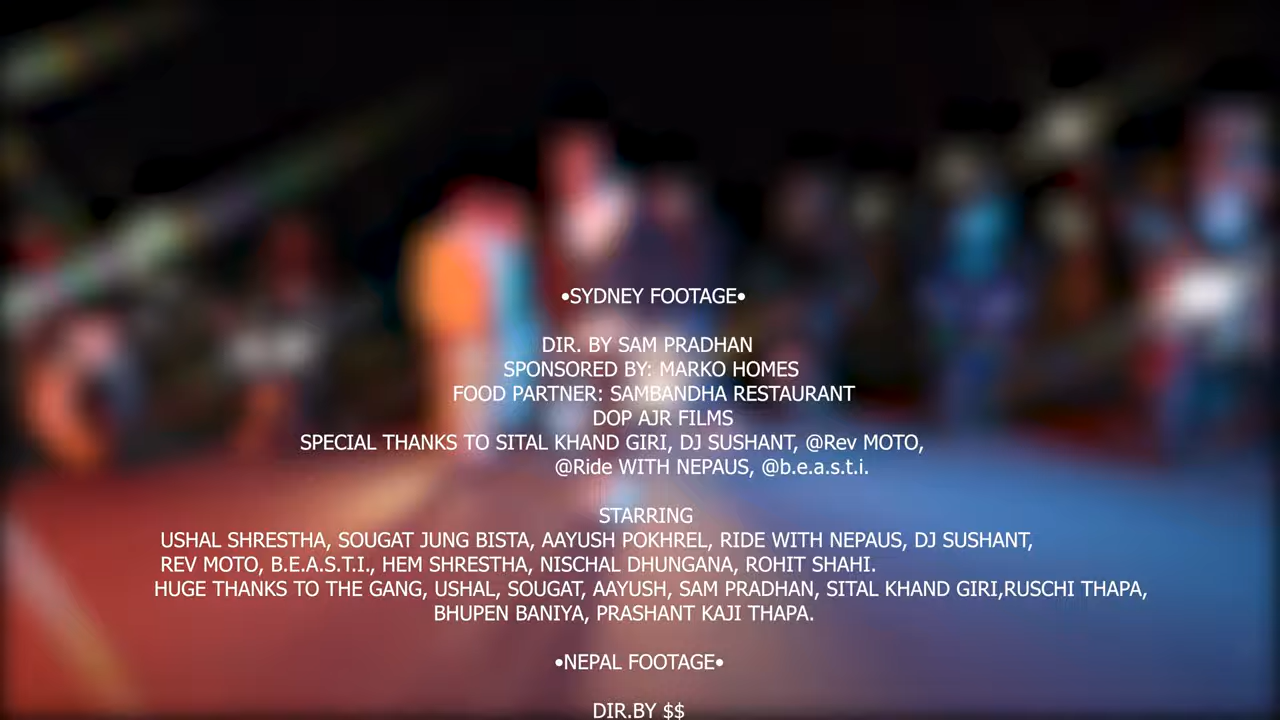 •SYDNEY FOOTAGE•
DIR. BY SAM PRADHAN
SPONSORED BY: MARKO HOMES
FOOD PARTNER: SAMBANDHA RESTAURANT
DOP AJR FILMS
SPECIAL THANKS TO SITAL KHAND GIRI, DJ SUSHANT, @Rev MOTO,
@Ride WITH NEPAUS, @b.e.a.s.t.i.
STARRING
USHAL SHRESTHA, SOUGAT JUNG BISTA, AAYUSH POKHREL, RIDE WITH NEPAUS, DJ SUSHANT,
REV MOTO, B.E.A.S.T.I., HEM SHRESTHA, NISCHAL DHUNGANA, ROHIT SHAHI.
HUGE THANKS TO THE GANG, USHAL, SOUGAT, AAYUSH, SAM PRADHAN, SITAL KHAND GIRI,RUSCHI THAPA,
BHUPEN BANIYA, PRASHANT KAJI THAPA.
•NEPAL FOOTAGE•
DIR.BY $$